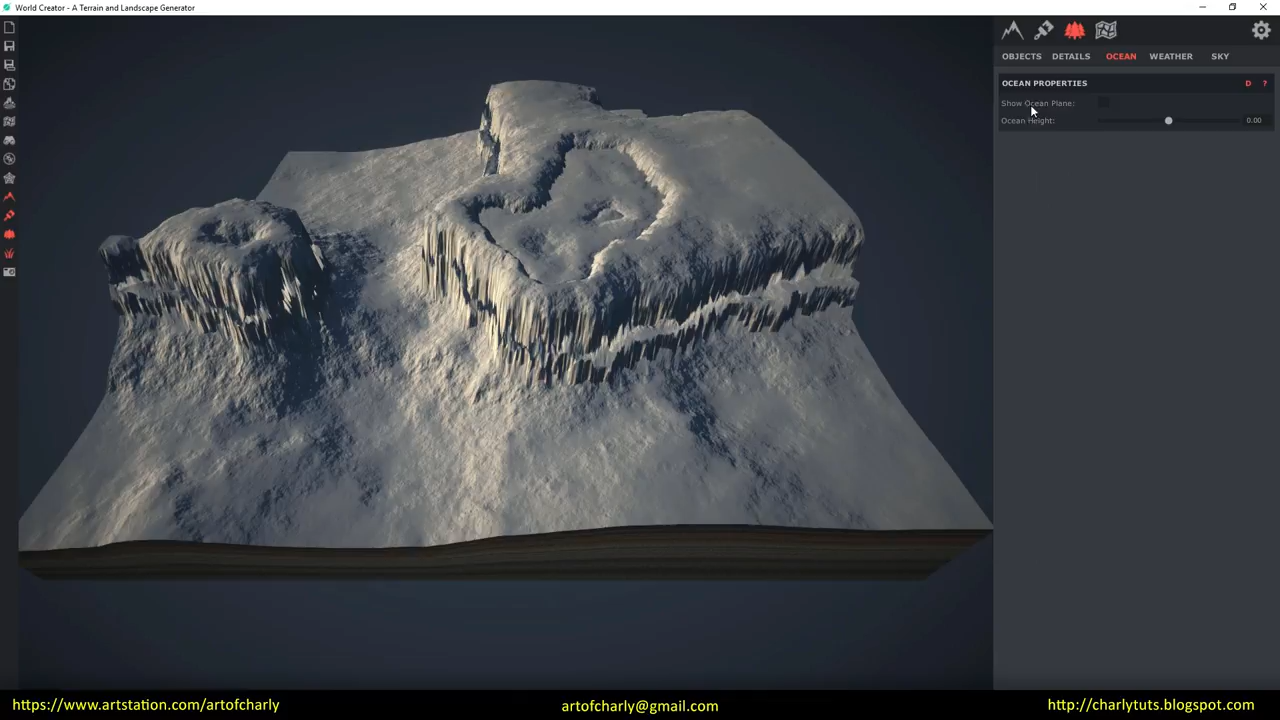 World Creator - A Terrain and Landscape Generator
OBJECTS DETAILS OCEAN WEATHER SKY
OCEAN PROPERTIES D ?
Show Ocean Plane:
Ocean Height: 0.00
https://www.artstation.com/artofcharly artofcharly@gmail.com http://charlytuts.blogspot.com